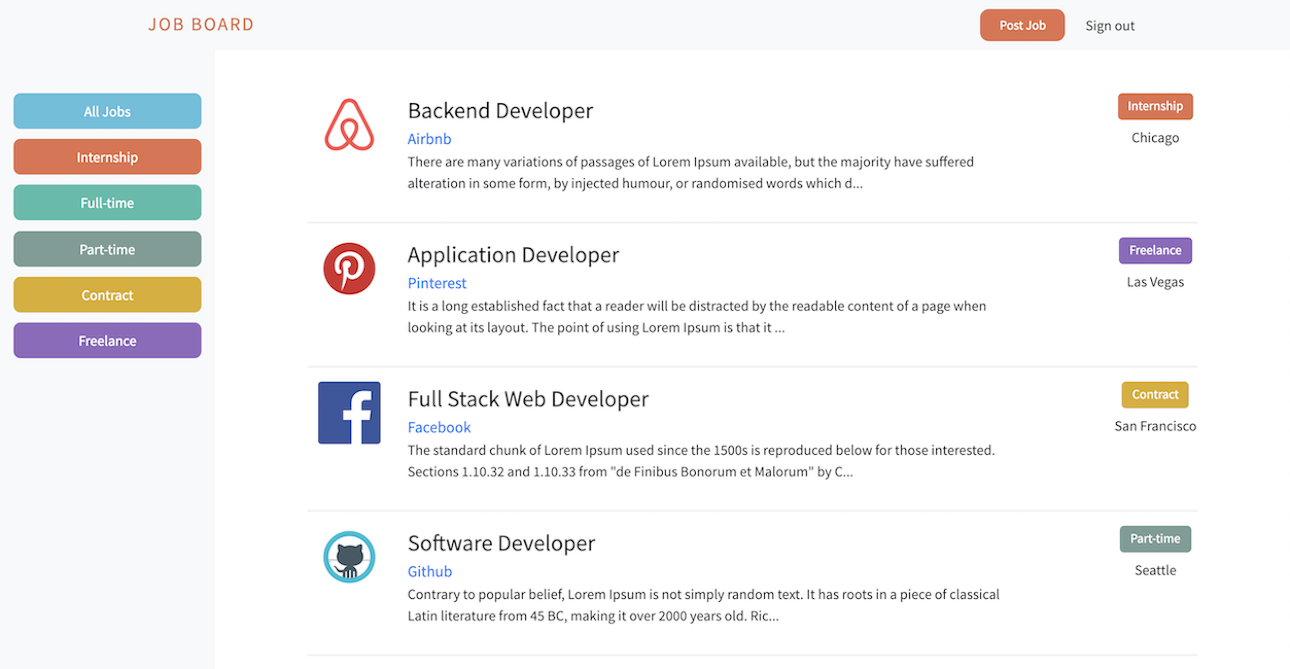 JOB BOARD
Post Job
Sign out
All Jobs
Internship
Full-time
Part-time
Contract
Freelance
Backend Developer
Airbnb
There are many variations of passages of Lorem Ipsum available, but the majority have suffered
alteration in some form, by injected humour, or randomised words which d...
Internship
Chicago
Application Developer
Pinterest
It is a long established fact that a reader will be distracted by the readable content of a page when
looking at its layout. The point of using Lorem Ipsum is that it ...
Freelance
Las Vegas
Full Stack Web Developer
Facebook
The standard chunk of Lorem Ipsum used since the 1500s is reproduced below for those interested.
Sections 1.10.32 and 1.10.33 from "de Finibus Bonorum et Malorum" by C...
Contract
San Francisco
Software Developer
Github
Contrary to popular belief, Lorem Ipsum is not simply random text. It has roots in a piece of classical
Latin literature from 45 BC, making it over 2000 years old. Ric...
Part-time
Seattle